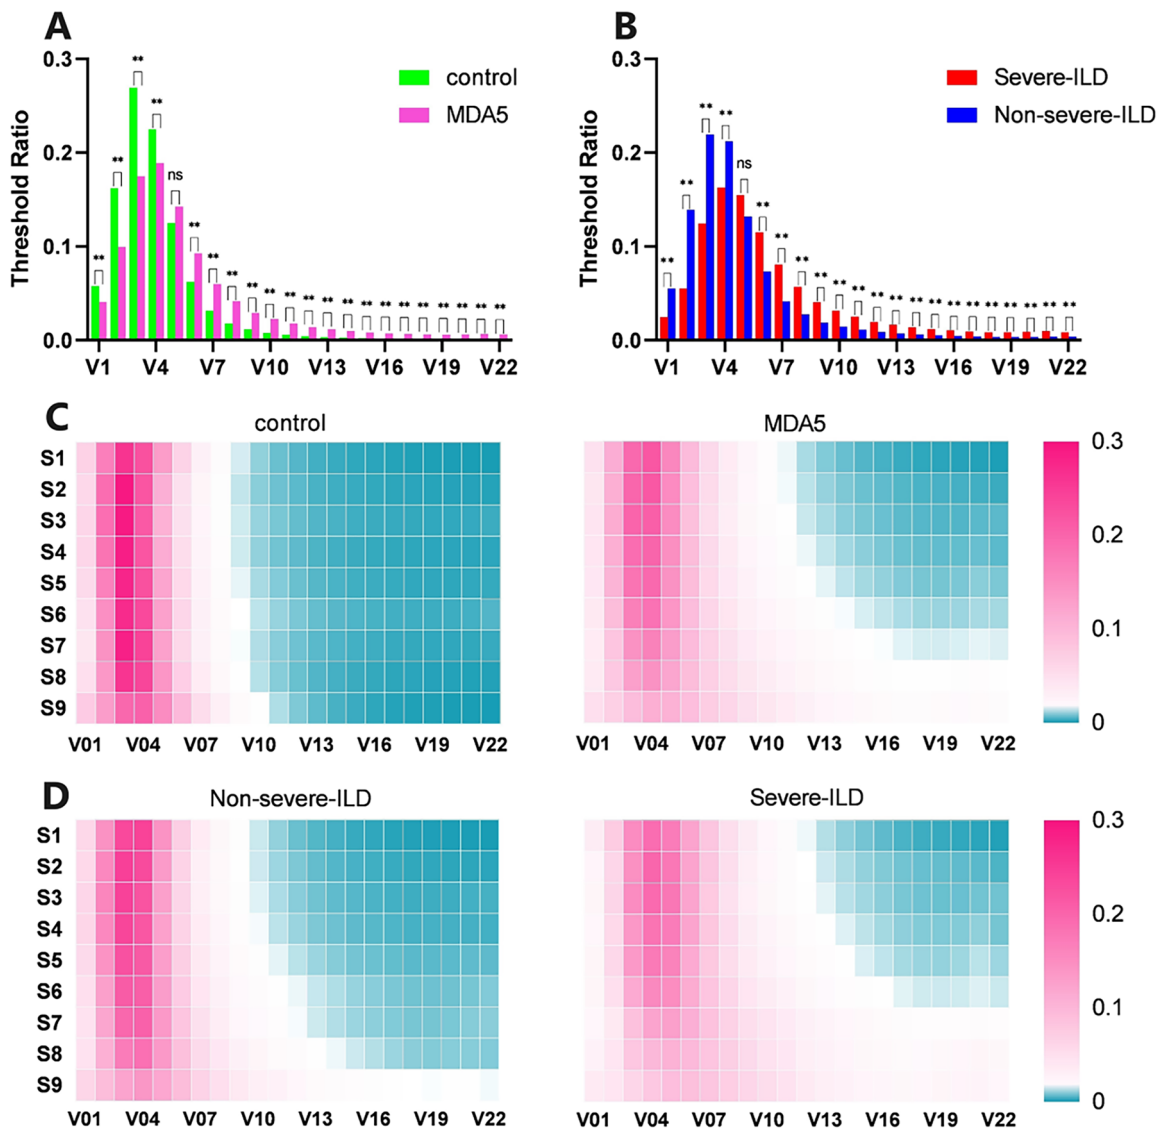 A
0.3
0.2
0.1
0.0
Threshold Ratio
control
MDA5
** ** ** ** ns ** ** ** ** ** ** ** ** ** ** ** ** ** ** ** ** **
V1 V4 V7 V10 V13 V16 V19 V22
B
0.3
0.2
0.1
0.0
Threshold Ratio
Severe-ILD
Non-severe-ILD
** ** ** ** ns ** ** ** ** ** ** ** ** ** ** ** ** ** ** ** ** **
V1 V4 V7 V10 V13 V16 V19 V22
C
control
S1
S2
S3
S4
S5
S6
S7
S8
S9
V01 V04 V07 V10 V13 V16 V19 V22
MDA5
V01 V04 V07 V10 V13 V16 V19 V22
0.3
0.2
0.1
0
D
Non-severe-ILD
S1
S2
S3
S4
S5
S6
S7
S8
S9
V01 V04 V07 V10 V13 V16 V19 V22
Severe-ILD
V01 V04 V07 V10 V13 V16 V19 V22
0.3
0.2
0.1
0